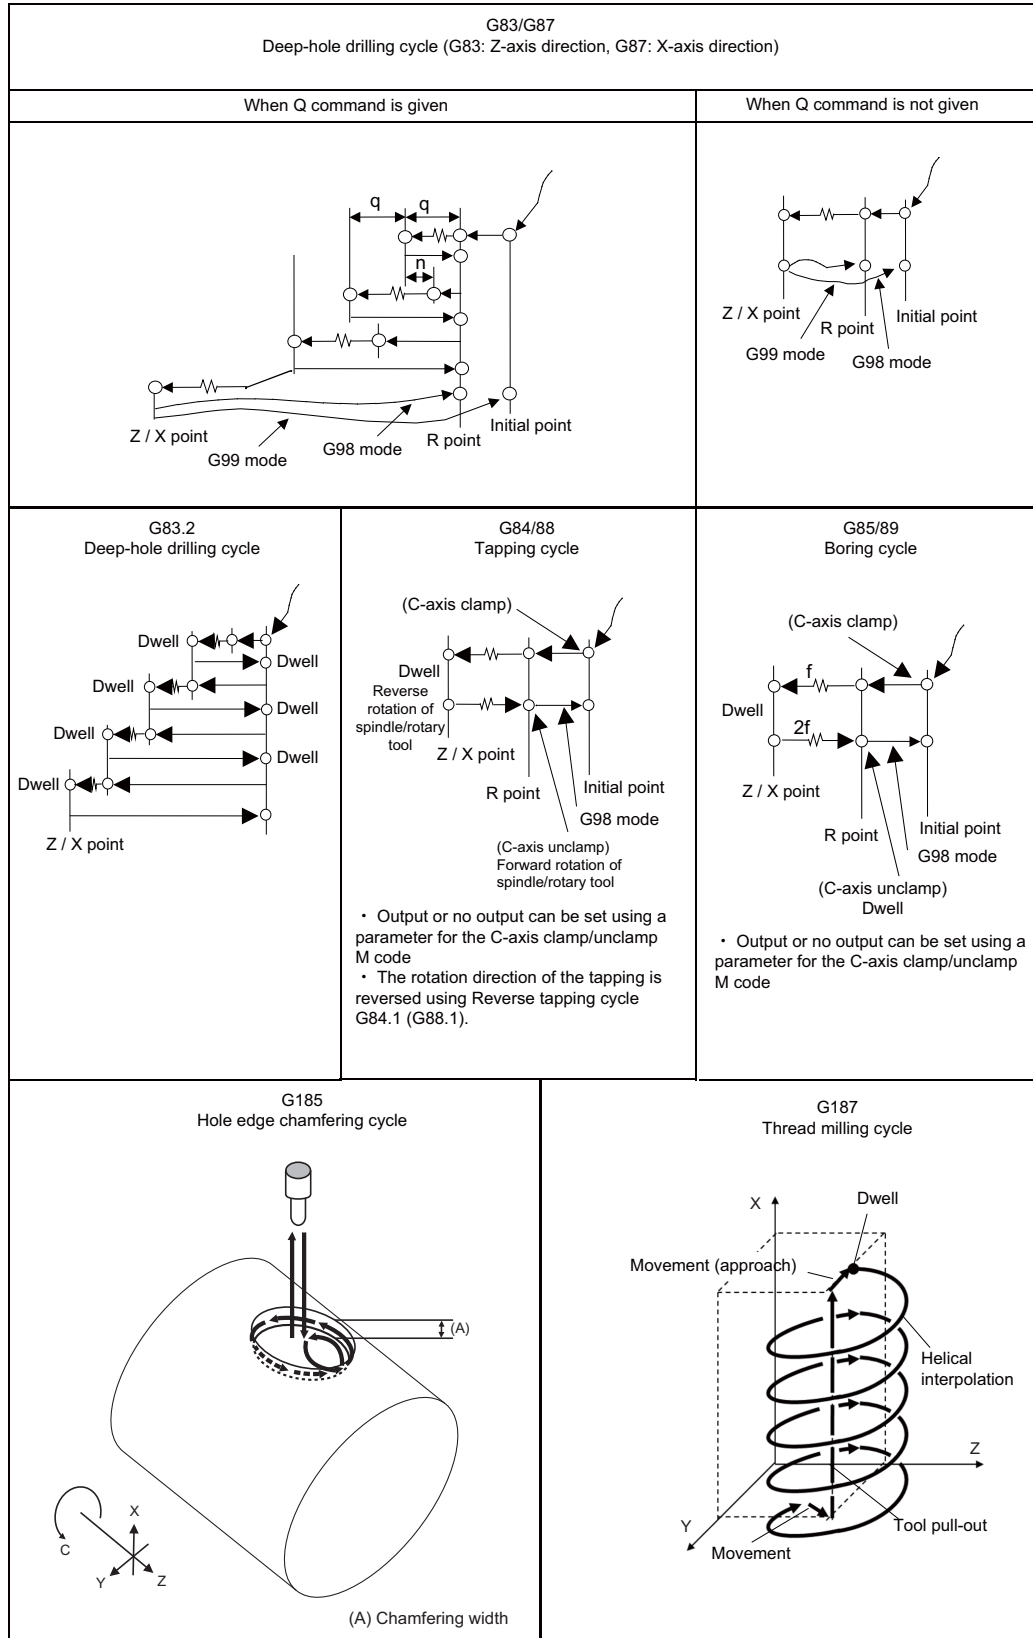 G83/G87
Deep-hole drilling cycle (G83: Z-axis direction, G87: X-axis direction)
When Q command is given
When Q command is not given
q
q
n
Z / X point
G99 mode
G98 mode
R point
Initial point
Z / X point
R point
Initial point
G99 mode
G98 mode
G83.2
Deep-hole drilling cycle
Dwell
Dwell
Dwell
Dwell
Dwell
Dwell
Dwell
Z / X point
G84/88
Tapping cycle
(C-axis clamp)
Dwell
Reverse
rotation of
spindle/rotary
tool
Z / X point
R point
Initial point
G98 mode
(C-axis unclamp)
Forward rotation of
spindle/rotary tool
・ Output or no output can be set using a
parameter for the C-axis clamp/unclamp
M code
・ The rotation direction of the tapping is
reversed using Reverse tapping cycle
G84.1 (G88.1).
G85/89
Boring cycle
(C-axis clamp)
f
Dwell
2f
Z / X point
R point
Initial point
G98 mode
(C-axis unclamp)
Dwell
・ Output or no output can be set using a
parameter for the C-axis clamp/unclamp
M code
G185
Hole edge chamfering cycle
(A)
X
C
Y
Z
(A) Chamfering width
G187
Thread milling cycle
Dwell
X
Movement (approach)
Helical
interpolation
Z
Y
Tool pull-out
Movement